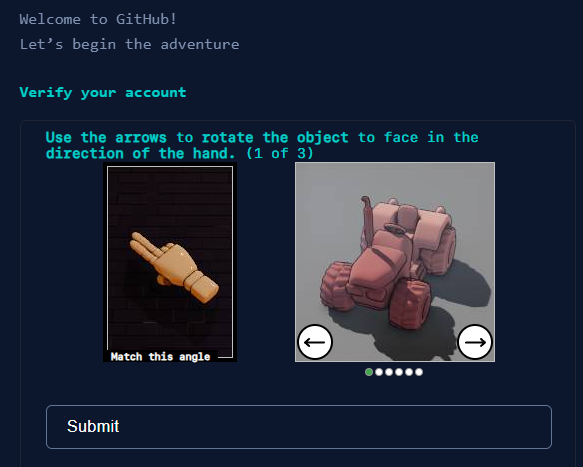 Welcome to GitHub!
Let’s begin the adventure
Verify your account
Use the arrows to rotate the object to face in the
direction of the hand. (1 of 3)
Match this angle
Submit